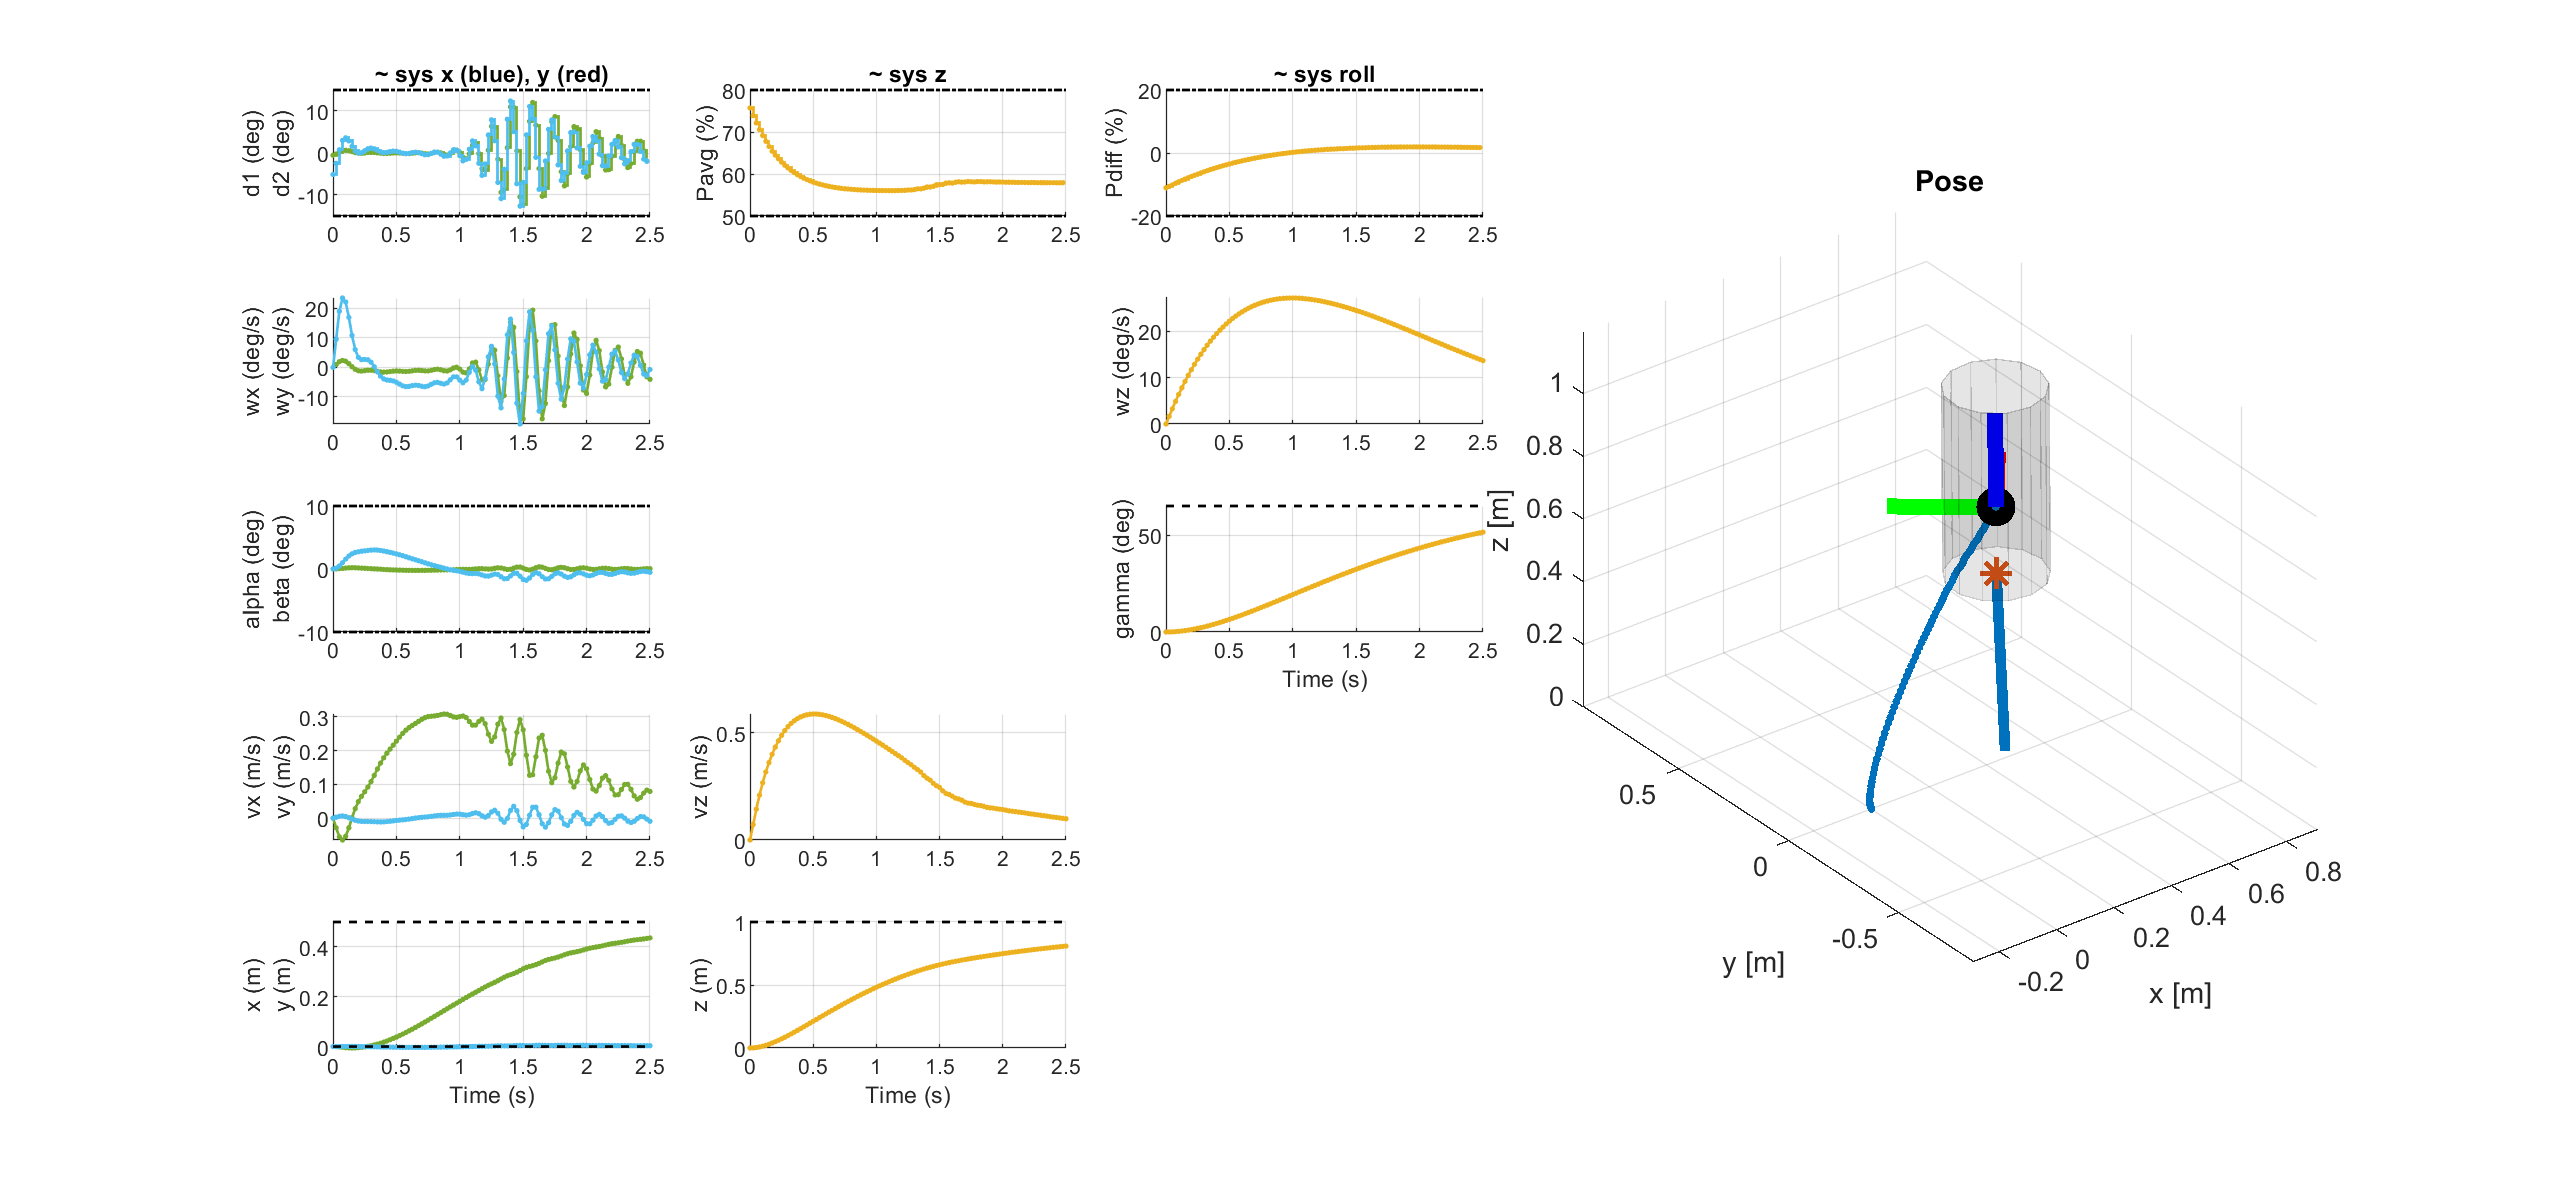 ~ sys x (blue), y (red)
d1 (deg)
d2 (deg)
10
0
-10
0 0.5 1 1.5 2 2.5
~ sys z
Pavg (%)
80
70
60
50
0 0.5 1 1.5 2 2.5
~ sys roll
Pdiff (%)
20
0
-20
0 0.5 1 1.5 2 2.5
wx (deg/s)
wy (deg/s)
20
10
0
-10
0 0.5 1 1.5 2 2.5
wz (deg/s)
20
10
0
0 0.5 1 1.5 2 2.5
alpha (deg)
beta (deg)
10
0
-10
0 0.5 1 1.5 2 2.5
gamma (deg)
50
0
0 0.5 1 1.5 2 2.5
Time (s)
vx (m/s)
vy (m/s)
0.3
0.2
0.1
0
0 0.5 1 1.5 2 2.5
vz (m/s)
0.5
0
0 0.5 1 1.5 2 2.5
x (m)
y (m)
0.4
0.2
0
0 0.5 1 1.5 2 2.5
Time (s)
z (m)
1
0.5
0
0 0.5 1 1.5 2 2.5
Time (s)
Pose
z [m]
1
0.8
0.6
0.4
0.2
0
0.5
0
-0.5
y [m]
-0.2
0
0.2
0.4
0.6
0.8
x [m]